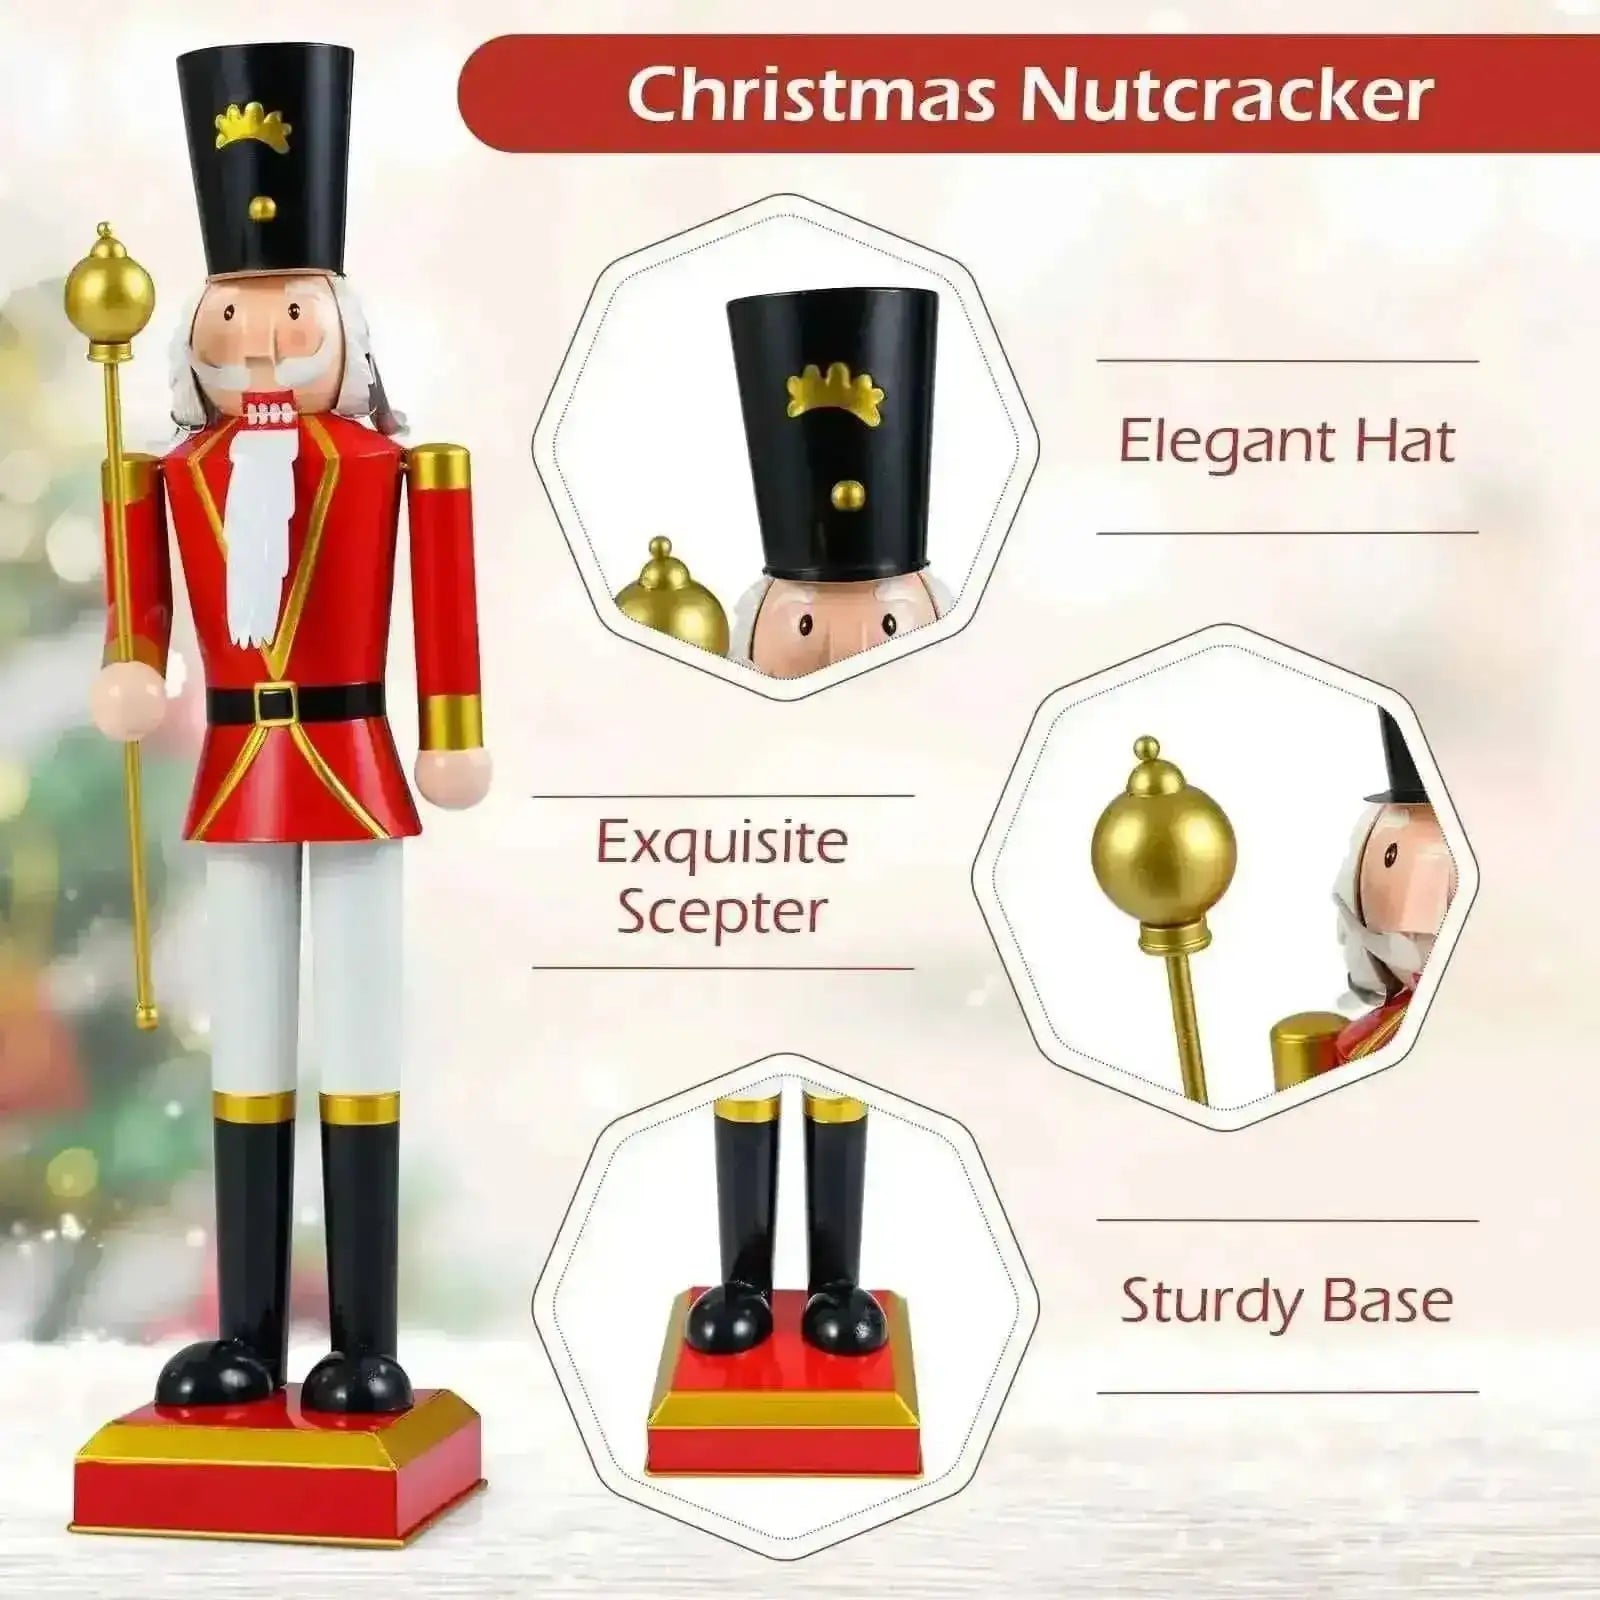 Christmas Nutcracker
Elegant Hat
Exquisite
Scepter
Sturdy Base